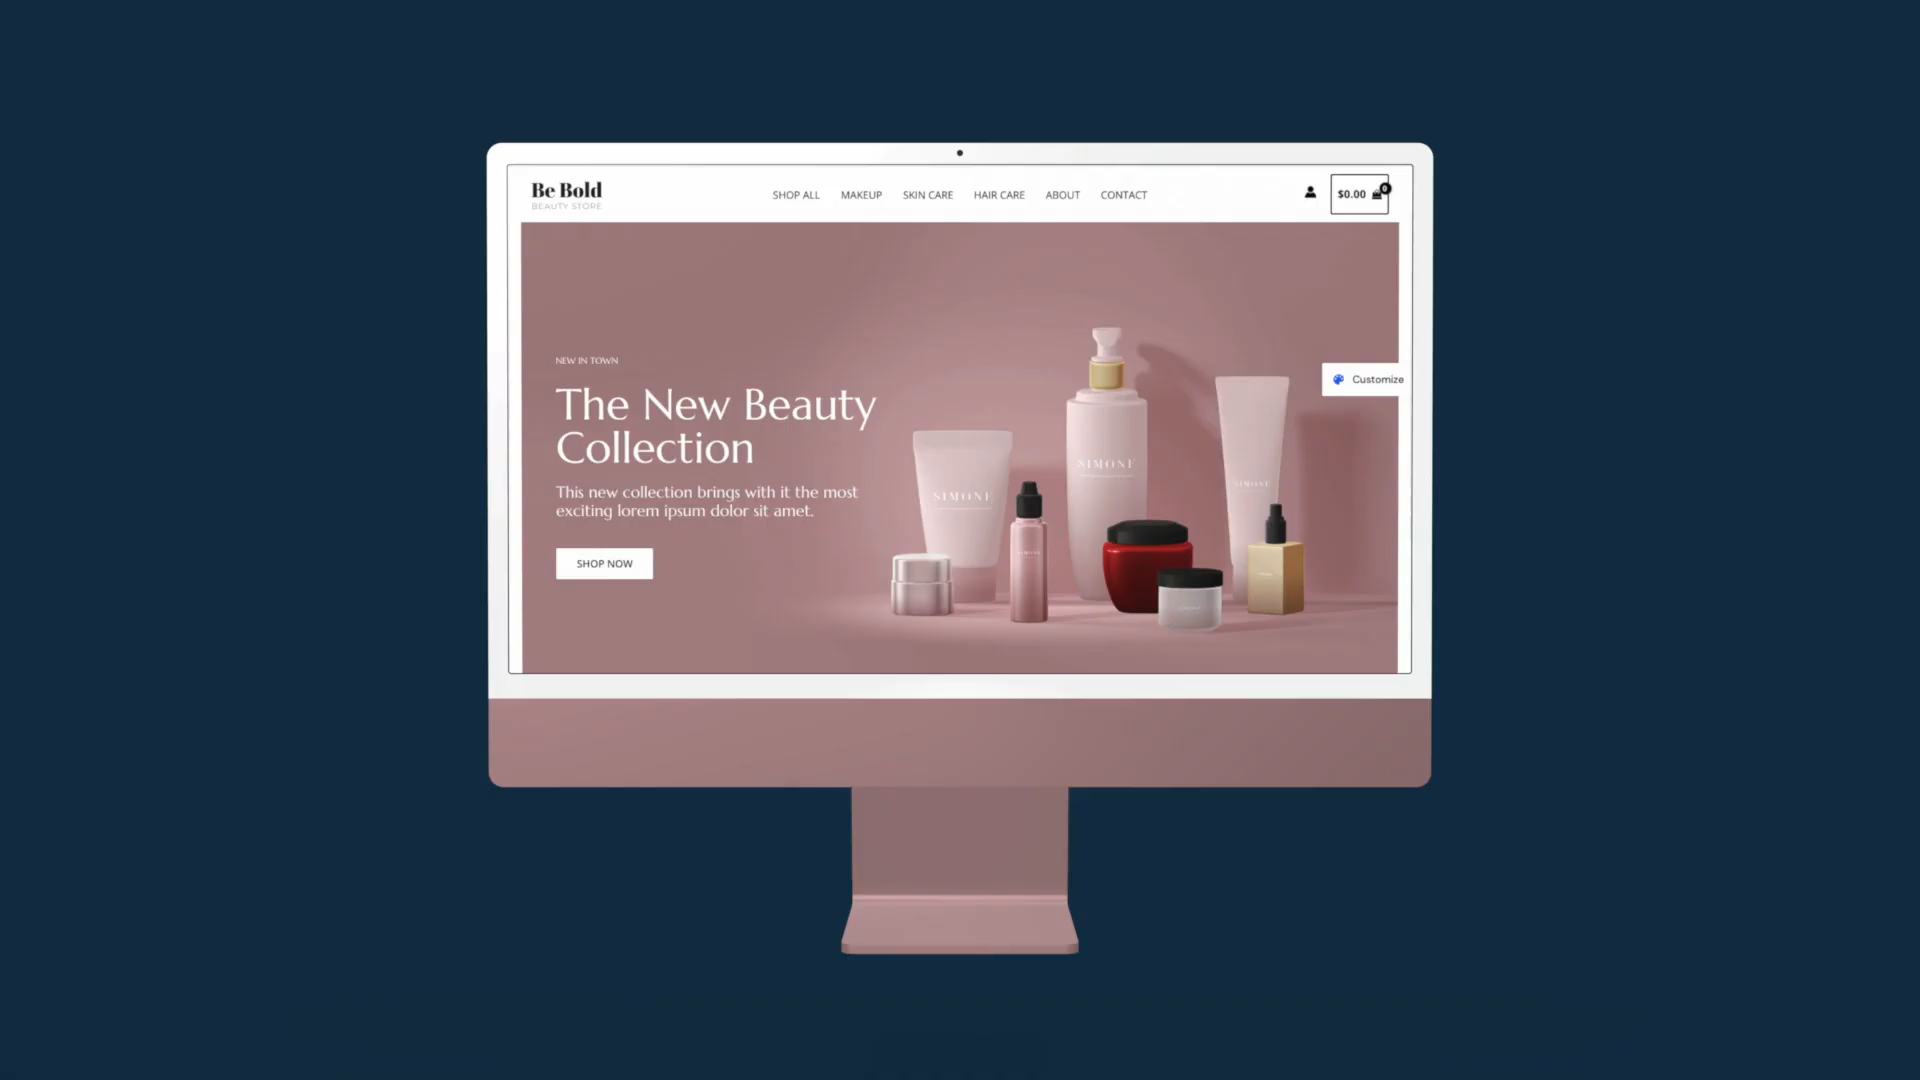 Be Bold
BEAUTY STORE
SHOP ALL MAKEUP SKIN CARE HAIR CARE ABOUT CONTACT
$0.00 0
NEW IN TOWN
The New Beauty
Collection
This new collection brings with it the most
exciting lorem ipsum dolor sit amet.
SHOP NOW
Customize
SIMONE
SIMONE
SIMONE
SIMONE